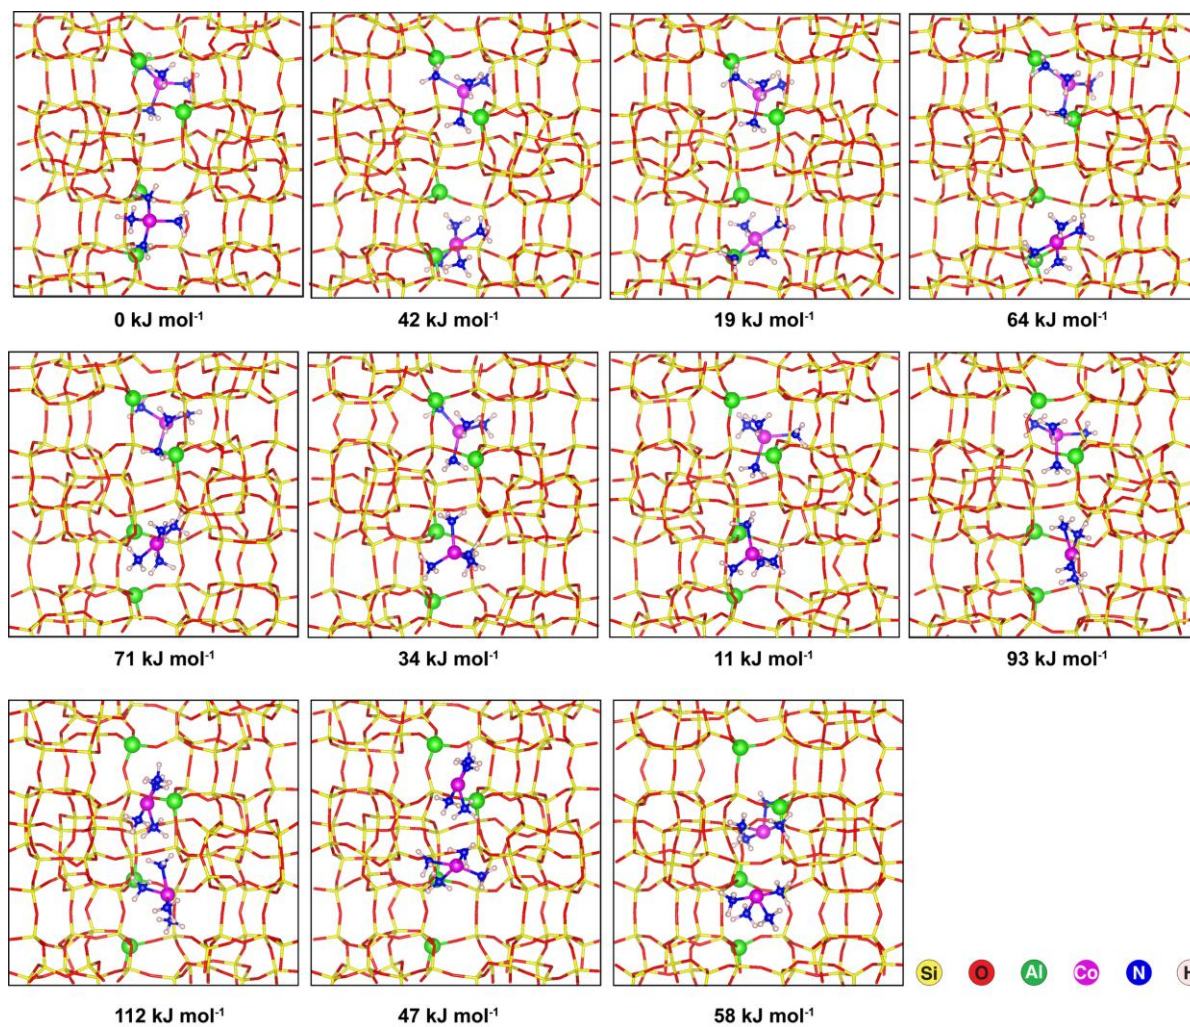 0 kJ mol⁻¹ 42 kJ mol⁻¹ 19 kJ mol⁻¹ 64 kJ mol⁻¹
71 kJ mol⁻¹ 34 kJ mol⁻¹ 11 kJ mol⁻¹ 93 kJ mol⁻¹
Si O Al Co N H
112 kJ mol⁻¹ 47 kJ mol⁻¹ 58 kJ mol⁻¹